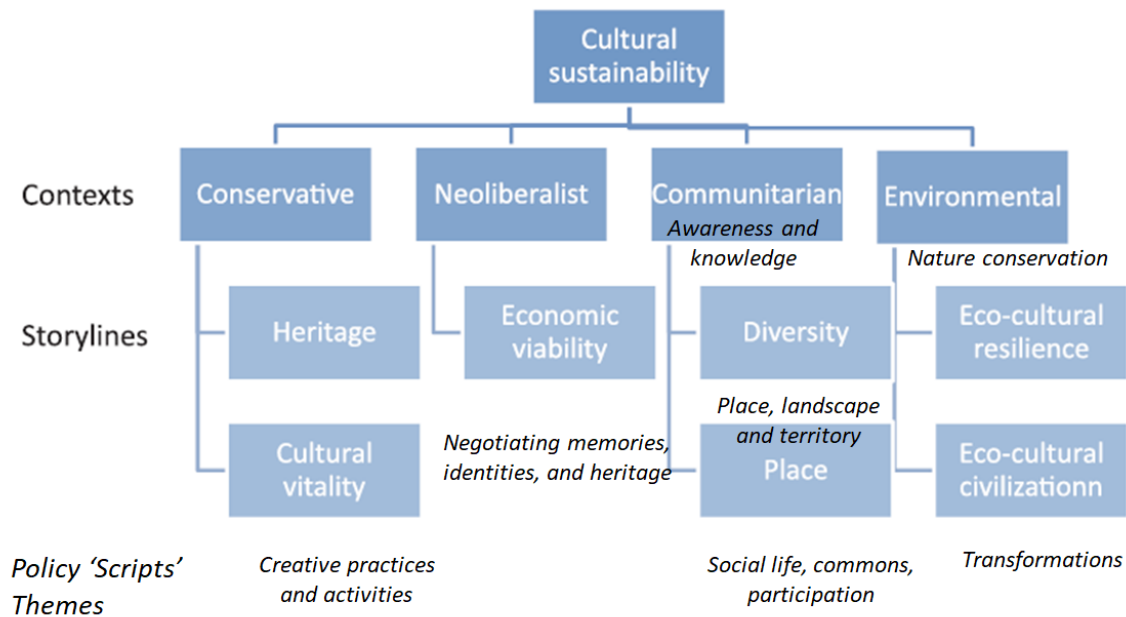 Cultural
sustainability
Contexts
Conservative
Neoliberalist
Communitarian
Environmental
Awareness and
knowledge
Nature conservation
Storylines
Heritage
Economic
viability
Diversity
Eco-cultural
resilience
Place, landscape
and territory
Negotiating memories,
identities, and heritage
Cultural
vitality
Place
Eco-cultural
civilizationn
Policy ‘Scripts’
Themes
Creative practices
and activities
Social life, commons,
participation
Transformations